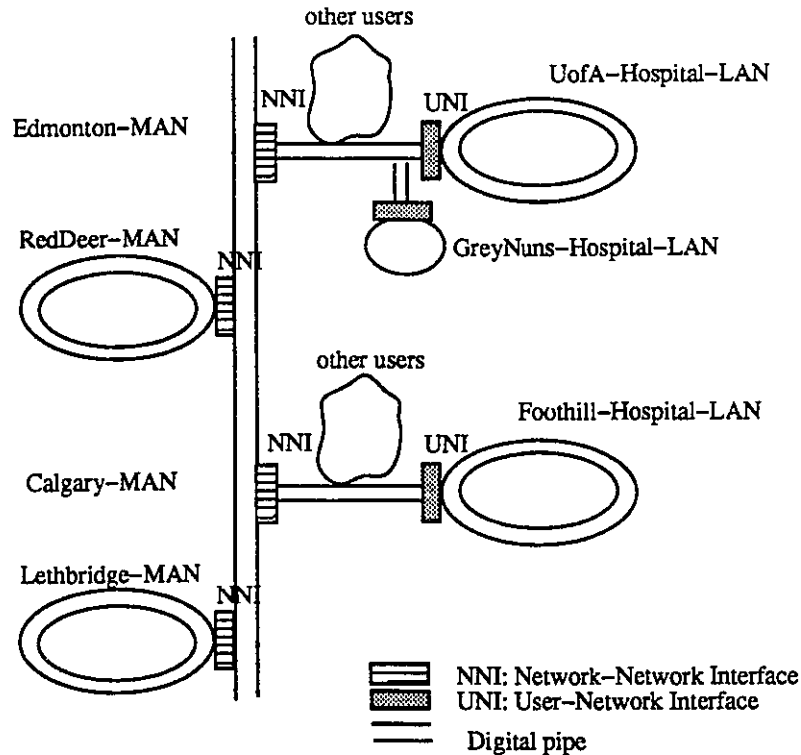 other users
UofA-Hospital-LAN
NNI
UNI
Edmonton-MAN
RedDeer-MAN
NNI
GreyNuns-Hospital-LAN
other users
Foothill-Hospital-LAN
NNI
UNI
Calgary-MAN
Lethbridge-MAN
NNI
NNI: Network-Network Interface
UNI: User-Network Interface
Digital pipe